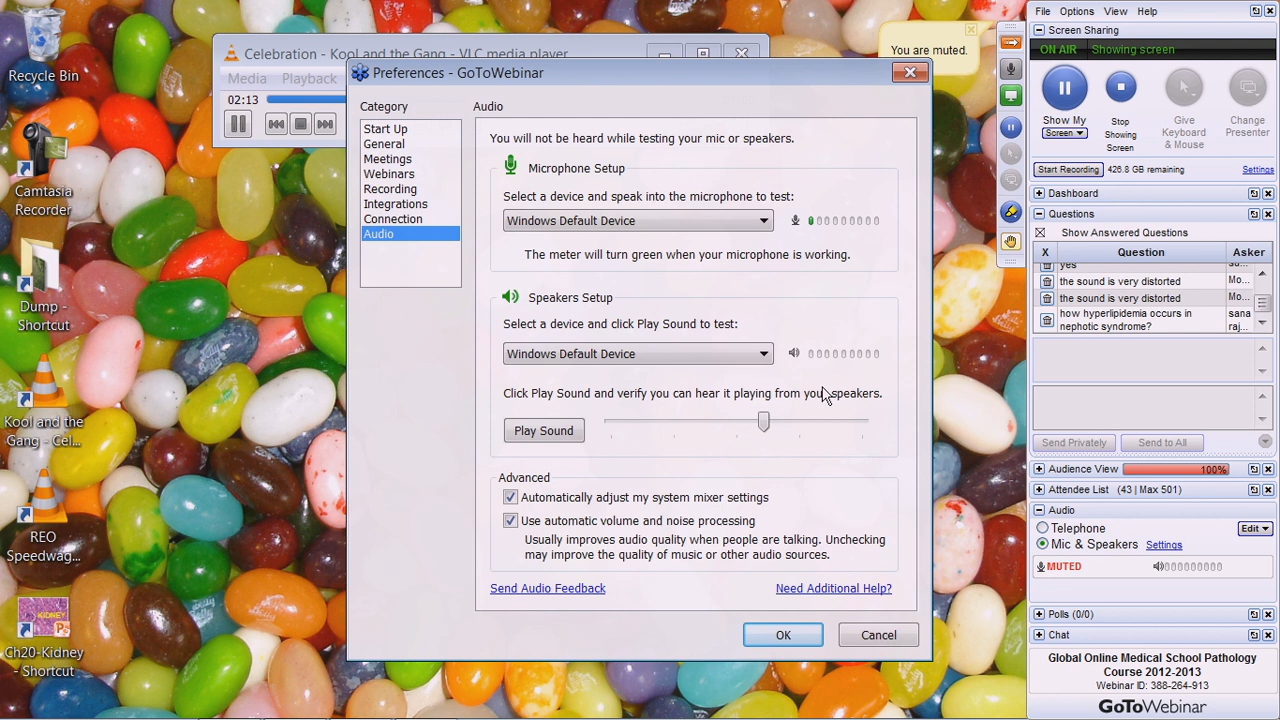 Recycle Bin
Camtasia
Recorder
Dump -
Shortcut
Kool and the
Gang - Cel...
REO
Speedwag...
Ch20-Kidney
- Shortcut
Celebration - Kool and the Gang - VLC media player
Media Playback
02:13
You are muted.
Preferences - GoToWebinar
Category
Start Up
General
Meetings
Webinars
Recording
Integrations
Connection
Audio
Audio
You will not be heard while testing your mic or speakers.
Microphone Setup
Select a device and speak into the microphone to test:
Windows Default Device
The meter will turn green when your microphone is working.
Speakers Setup
Select a device and click Play Sound to test:
Windows Default Device
Click Play Sound and verify you can hear it playing from your speakers.
Play Sound
Advanced
Automatically adjust my system mixer settings
Use automatic volume and noise processing
Usually improves audio quality when people are talking. Unchecking
may improve the quality of music or other audio sources.
Send Audio Feedback
Need Additional Help?
OK
Cancel
File Options View Help
Screen Sharing
ON AIR Showing screen
Show My
Screen
Stop
Showing
Screen
Give
Keyboard
& Mouse
Change
Presenter
Start Recording 426.8 GB remaining Settings
Dashboard
Questions
Show Answered Questions
X Question Asker
yes
the sound is very distorted Mo...
the sound is very distorted Mo...
how hyperlipidemia occurs in sana
nephotic syndrome? raj...
Send Privately
Send to All
Audience View 100%
Attendee List (43 | Max 501)
Audio
Telephone
Edit
Mic & Speakers Settings
MUTED
Polls (0/0)
Chat
Global Online Medical School Pathology
Course 2012-2013
Webinar ID: 388-264-913
GoToWebinar